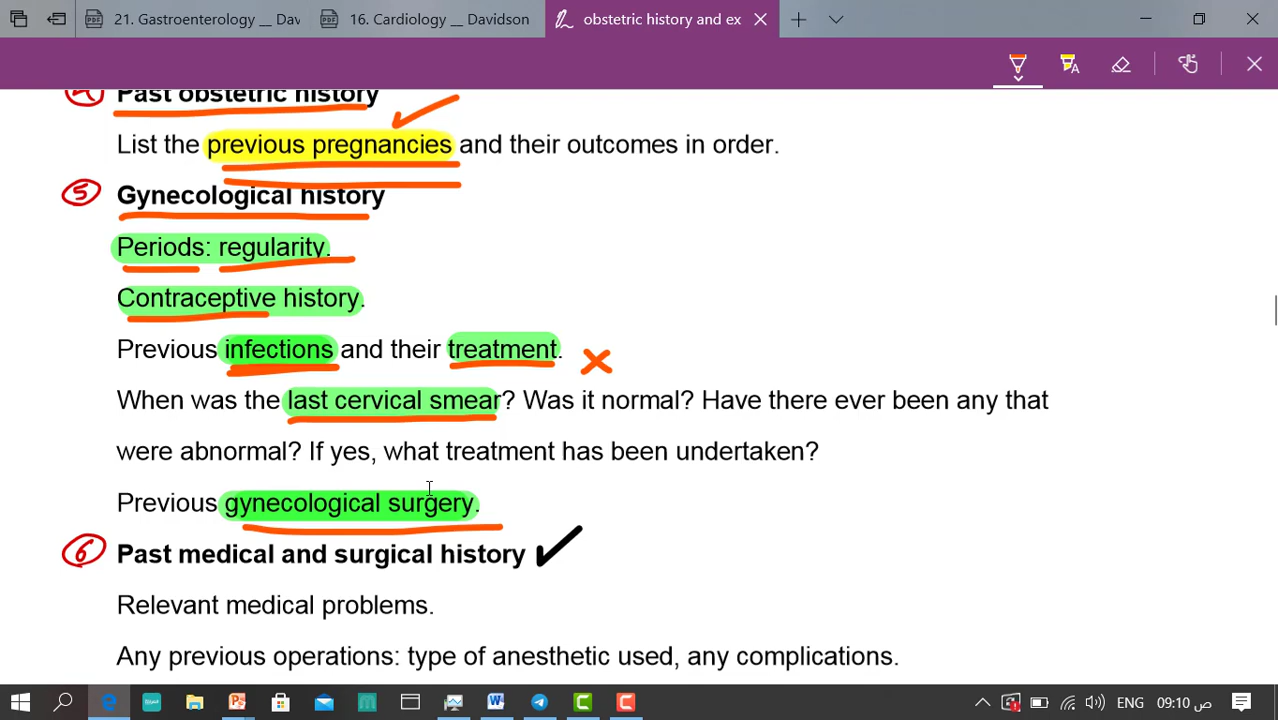 21. Gastroenterology __ Dav
16. Cardiology __ Davidson
obstetric history and ex
Past obstetric history
List the previous pregnancies and their outcomes in order.
5 Gynecological history
Periods: regularity.
Contraceptive history.
Previous infections and their treatment.
When was the last cervical smear? Was it normal? Have there ever been any that
were abnormal? If yes, what treatment has been undertaken?
Previous gynecological surgery.
6 Past medical and surgical history
Relevant medical problems.
Any previous operations: type of anesthetic used, any complications.
ENG 09:10 ص